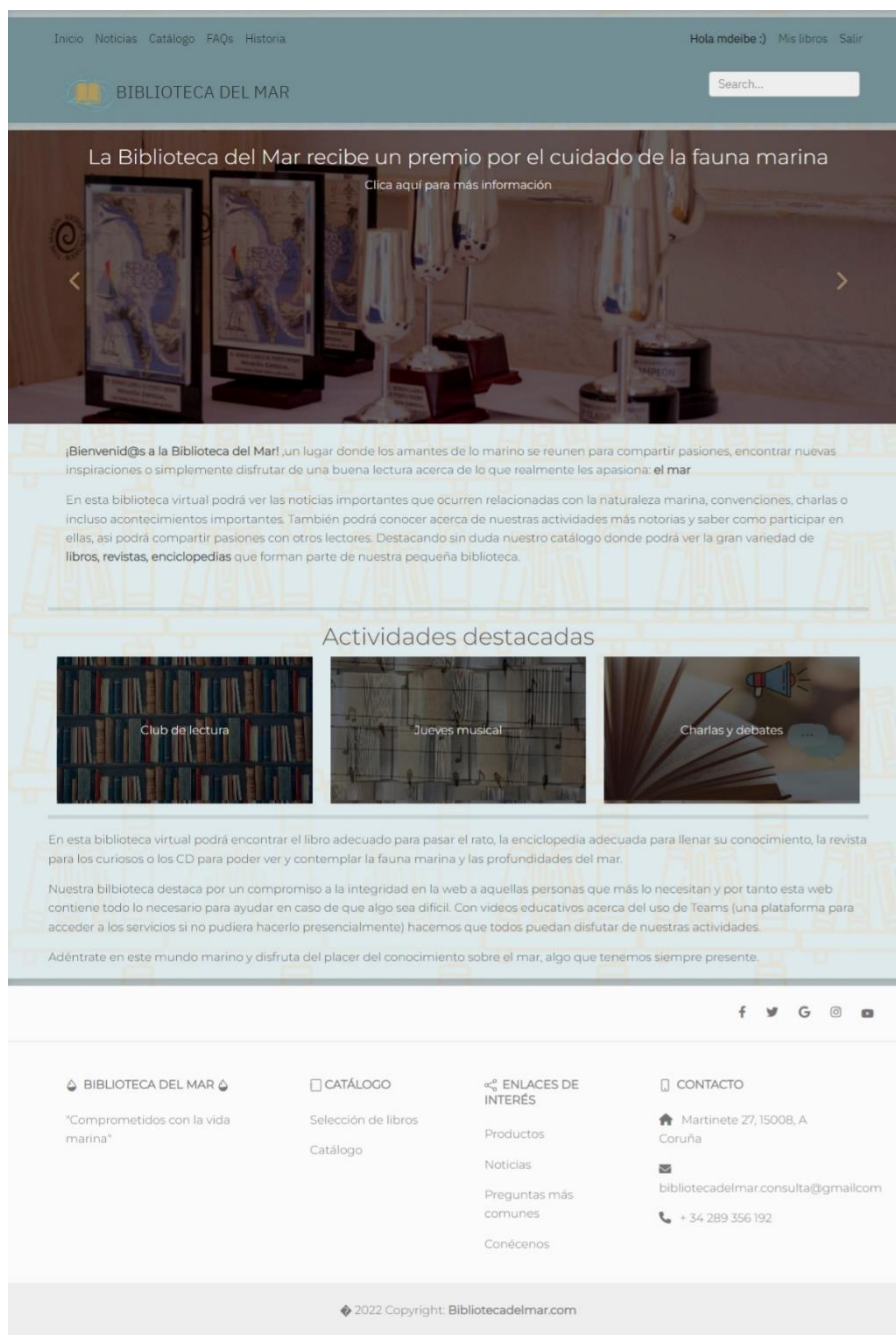 Inicio Noticias Catálogo FAQs Historia
Hola mdeibe :) Mis libros Salir
BIBLIOTECA DEL MAR
Search...
La Biblioteca del Mar recibe un premio por el cuidado de la fauna marina
Clica aquí para más información
¡Bienvenid@s a la Biblioteca del Mar! ,un lugar donde los amantes de lo marino se reunen para compartir pasiones, encontrar nuevas
inspiraciones o simplemente disfrutar de una buena lectura acerca de lo que realmente les apasiona: el mar
En esta biblioteca virtual podrá ver las noticias importantes que ocurren relacionadas con la naturaleza marina, convenciones, charlas o
incluso acontecimientos importantes. También podrá conocer acerca de nuestras actividades más notorias y saber como participar en
ellas, asi podrá compartir pasiones con otros lectores. Destacando sin duda nuestro catálogo donde podrá ver la gran variedad de
libros, revistas, enciclopedias que forman parte de nuestra pequeña biblioteca.
Actividades destacadas
Club de lectura
Jueves musical
Charlas y debates
En esta biblioteca virtual podrá encontrar el libro adecuado para pasar el rato, la enciclopedia adecuada para llenar su conocimiento, la revista
para los curiosos o los CD para poder ver y contemplar la fauna marina y las profundidades del mar.
Nuestra bilbioteca destaca por un compromiso a la integridad en la web a aquellas personas que más lo necesitan y por tanto esta web
contiene todo lo necesario para ayudar en caso de que algo sea difícil. Con videos educativos acerca del uso de Teams (una plataforma para
acceder a los servicios si no pudiera hacerlo presencialmente) hacemos que todos puedan disfutar de nuestras actividades.
Adéntrate en este mundo marino y disfruta del placer del conocimiento sobre el mar, algo que tenemos siempre presente.
BIBLIOTECA DEL MAR
"Comprometidos con la vida
marina"
CATÁLOGO
Selección de libros
Catálogo
ENLACES DE
INTERÉS
Productos
Noticias
Preguntas más
comunes
Conécenos
CONTACTO
Martinete 27, 15008, A
Coruña
bibliotecadelmar.consulta@gmailcom
+ 34 289 356 192
� 2022 Copyright: Bibliotecadelmar.com